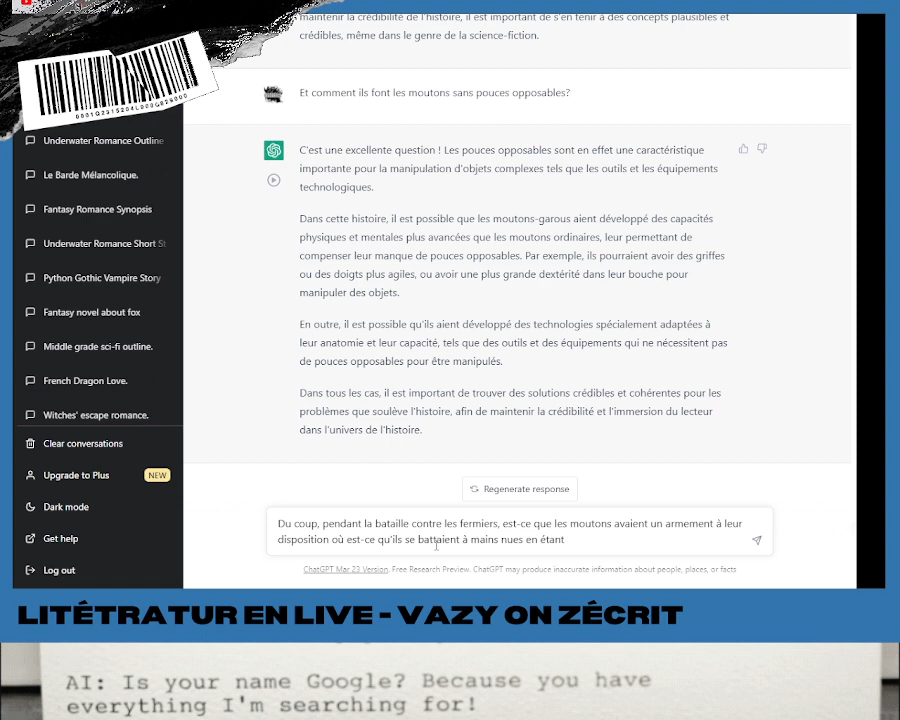 maintenir la crédibilité de l'histoire, il est important de s'en tenir à des concepts plausibles et
crédibles, même dans le genre de la science-fiction.
Et comment ils font les moutons sans pouces opposables?
C'est une excellente question ! Les pouces opposables sont en effet une caractéristique
importante pour la manipulation d'objets complexes tels que les outils et les équipements
technologiques.
Dans cette histoire, il est possible que les moutons-garous aient développé des capacités
physiques et mentales plus avancées que les moutons ordinaires, leur permettant de
compenser leur manque de pouces opposables. Par exemple, ils pourraient avoir des griffes
ou des doigts plus agiles, ou avoir une plus grande dextérité dans leur bouche pour
manipuler des objets.
En outre, il est possible qu'ils aient développé des technologies spécialement adaptées à
leur anatomie et leur capacité, tels que des outils et des équipements qui ne nécessitent pas
de pouces opposables pour être manipulés.
Dans tous les cas, il est important de trouver des solutions crédibles et cohérentes pour les
problèmes que soulève l'histoire, afin de maintenir la crédibilité et l'immersion du lecteur
dans l'univers de l'histoire.
Underwater Romance Outline
Le Barde Mélancolique.
Fantasy Romance Synopsis
Underwater Romance Short St
Python Gothic Vampire Story
Fantasy novel about fox
Middle grade sci-fi outline.
French Dragon Love.
Witches' escape romance.
Clear conversations
Upgrade to Plus NEW
Dark mode
Get help
Log out
Regenerate response
Du coup, pendant la bataille contre les fermiers, est-ce que les moutons avaient un armement à leur
disposition où est-ce qu'ils se battaient à mains nues en étant
ChatGPT Mar 23 Version. Free Research Preview. ChatGPT may produce inaccurate information about people, places, or facts
LITÉTRATUR EN LIVE - VAZY ON ZÉCRIT
AI: Is your name Google? Because you have
everything I'm searching for!